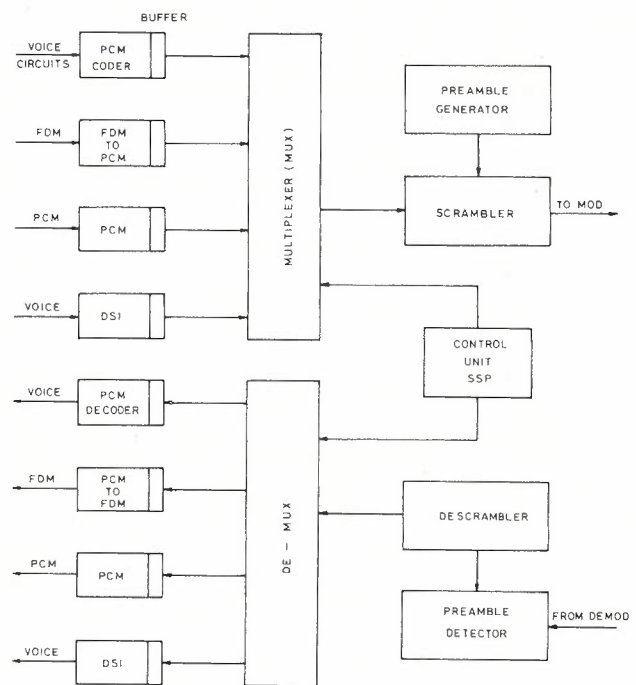 BUFFER
VOICE
CIRCUITS
PCM
CODER
FDM
FDM
TO
PCM
PCM
PCM
VOICE
DSI
MULTIPLEXER (MUX)
PREAMBLE
GENERATOR
SCRAMBLER
TO MOD
CONTROL
UNIT
SSP
VOICE
PCM
DECODER
FDM
PCM
TO
FDM
PCM
PCM
VOICE
DSI
DE - MUX
DESCRAMBLER
PREAMBLE
DETECTOR
FROM DEMOD